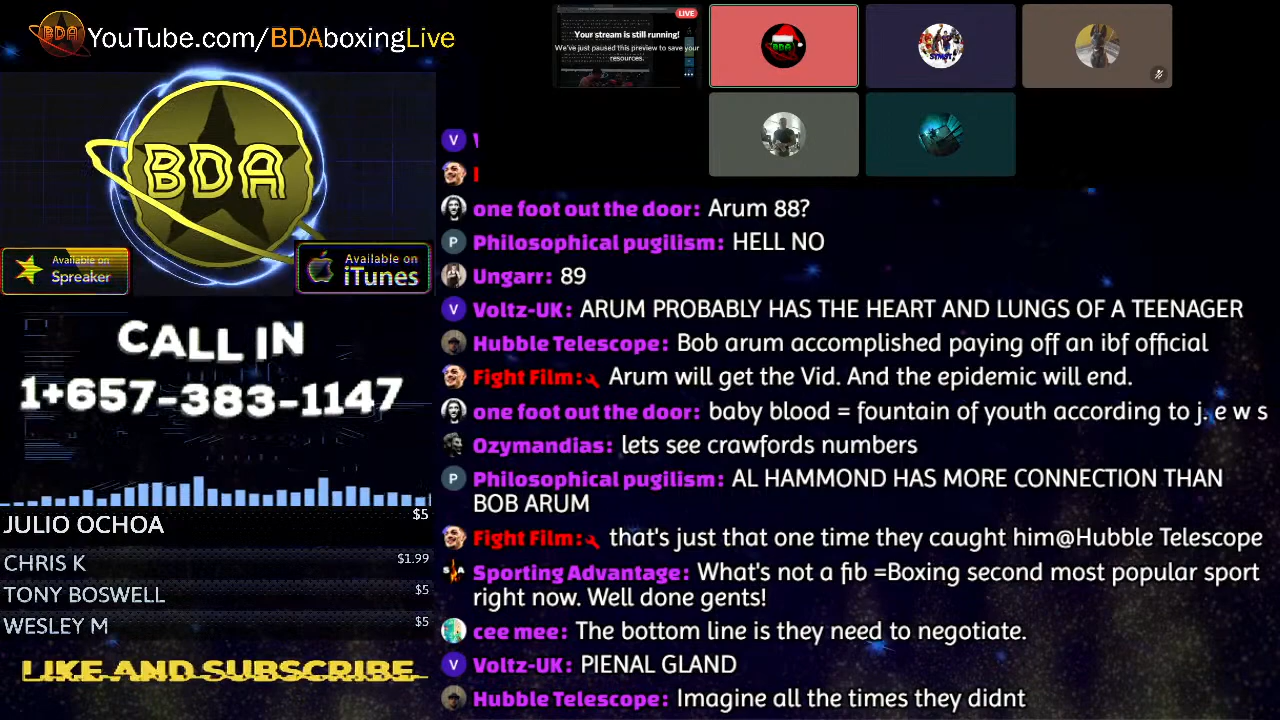 BDA
YouTube.com/BDAboxingLive
LIVE
Your stream is still running!
We've just paused this preview to save your
resources.
BDA
BDA
Available on
Spreaker
Available on
iTunes
CALL IN
1+657-383-1147
JULIO OCHOA $5
CHRIS K $1.99
TONY BOSWELL $5
WESLEY M $5
LIKE AND SUBSCRIBE
V
one foot out the door: Arum 88?
P Philosophical pugilism: HELL NO
Ungarr: 89
V Voltz-UK: ARUM PROBABLY HAS THE HEART AND LUNGS OF A TEENAGER
Hubble Telescope: Bob arum accomplished paying off an ibf official
Fight Film: Arum will get the Vid. And the epidemic will end.
one foot out the door: baby blood = fountain of youth according to j. e w s
Ozymandias: lets see crawfords numbers
P Philosophical pugilism: AL HAMMOND HAS MORE CONNECTION THAN
BOB ARUM
Fight Film: that's just that one time they caught him@Hubble Telescope
Sporting Advantage: What's not a fib =Boxing second most popular sport
right now. Well done gents!
cee mee: The bottom line is they need to negotiate.
V Voltz-UK: PIENAL GLAND
Hubble Telescope: Imagine all the times they didnt